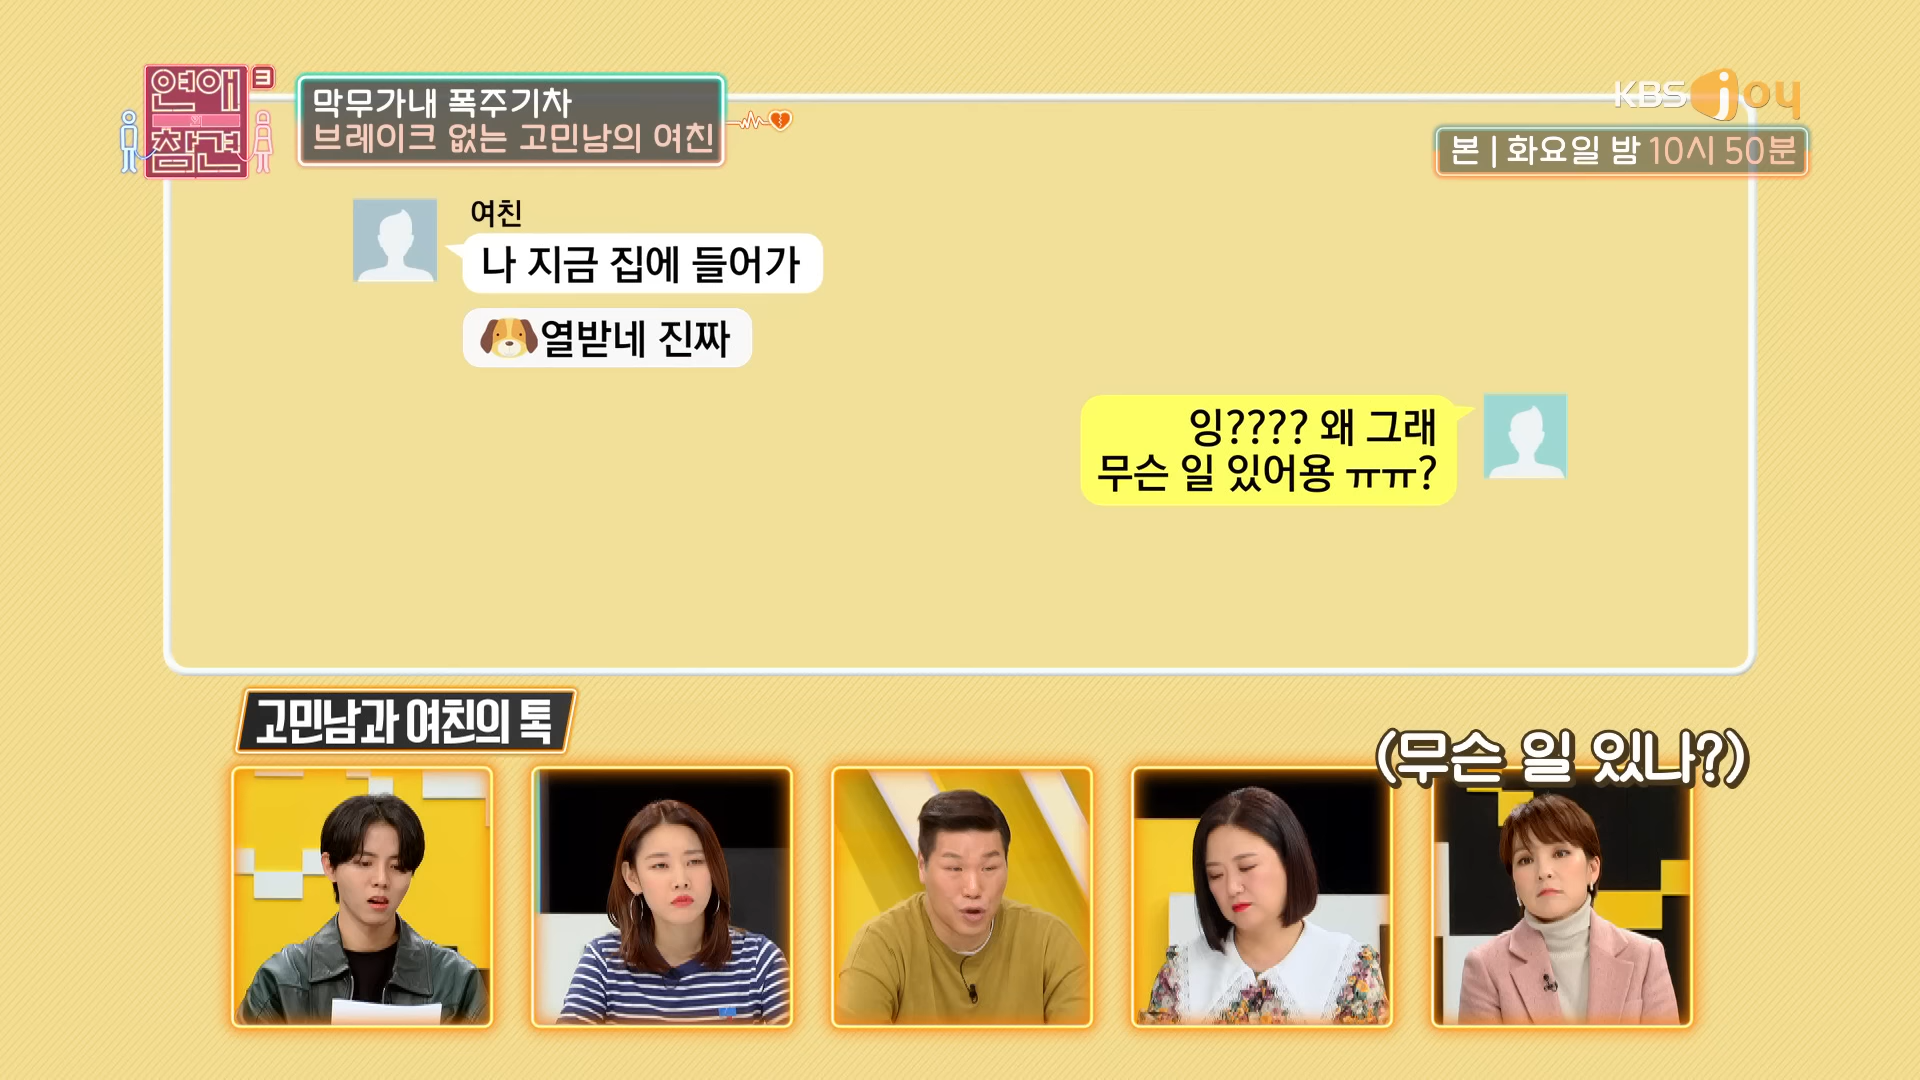 연애의 참견 3
막무가내 폭주기차
브레이크 없는 고민남의 여친
KBS joy
본 | 화요일 밤 10시 50분
여친
나 지금 집에 들어가
열받네 진짜
잉???? 왜 그래
무슨 일 있어용 ㅠㅠ?
고민남과 여친의 톡
(무슨 일 있나?)